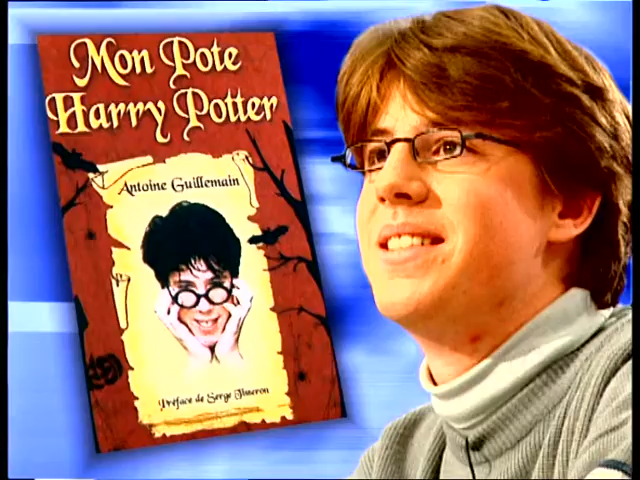 Mon Pote
Harry Potter
Antoine Guillemain
Préface de Serge Tisseron